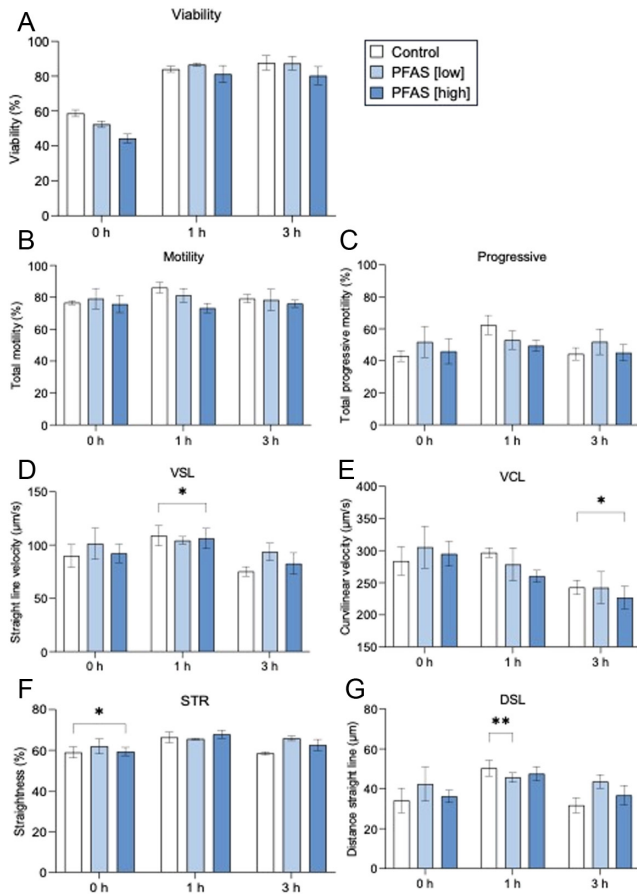 A
Viability
Viability (%)
100
80
60
40
20
0
0 h
1 h
3 h
Control
PFAS [low]
PFAS [high]
B
Motility
Total motility (%)
100
80
60
40
20
0
0 h
1 h
3 h
C
Progressive
Total progressive motility (%)
100
80
60
40
20
0
0 h
1 h
3 h
D
VSL
Straight line velocity (μm/s)
150
100
50
0
*
0 h
1 h
3 h
E
VCL
Curvilinear velocity (μm/s)
400
350
300
250
200
150
*
0 h
1 h
3 h
F
STR
Straightness (%)
80
60
40
20
0
*
0 h
1 h
3 h
G
DSL
Distance straight line (μm)
80
60
40
20
0
**
0 h
1 h
3 h